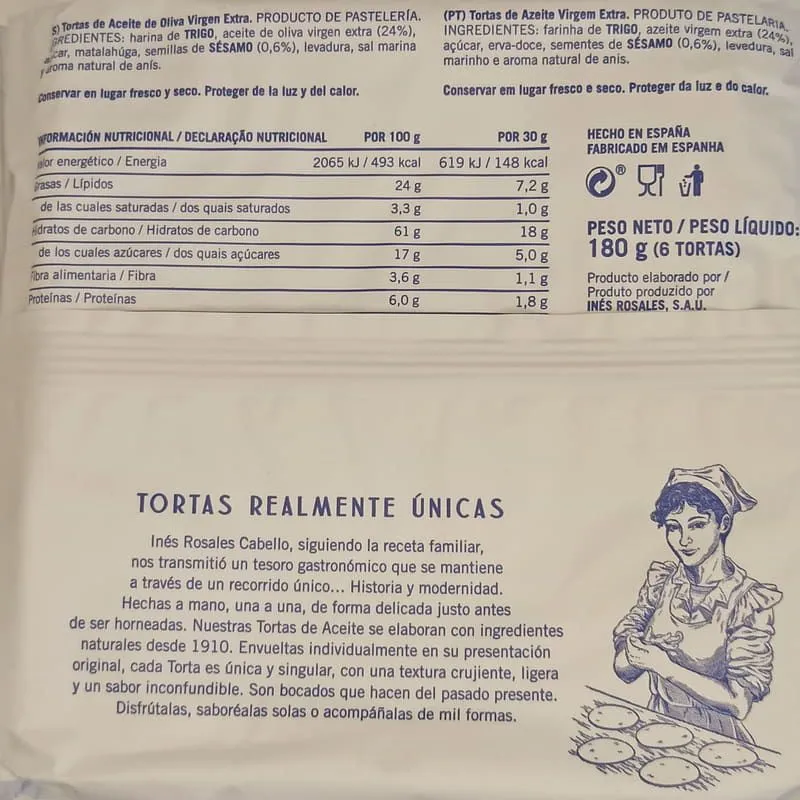 S) Tortas de Aceite de Oliva Virgen Extra. PRODUCTO DE PASTELERÍA.
GREDIENTES: harina de TRIGO, aceite de oliva virgen extra (24%),
car, matalahúga, semillas de SÉSAMO (0,6%), levadura, sal marina
y aroma natural de anís.
Conservar en lugar fresco y seco. Proteger de la luz y del calor.
(PT) Tortas de Azeite Virgem Extra. PRODUTO DE PASTELARIA.
INGREDIENTES: farinha de TRIGO, azeite virgem extra (24%),
açúcar, erva-doce, sementes de SÉSAMO (0,6%), levedura, sal
marinho e aroma natural de anis.
Conservar em lugar fresco e seco. Proteger da luz e do calor.
NFORMACIÓN NUTRICIONAL / DECLARAÇÃO NUTRICIONAL POR 100 g POR 30 g
alor energético / Energia 2065 kJ / 493 kcal 619 kJ / 148 kcal
Grasas / Lípidos 24 g 7,2 g
de las cuales saturadas / dos quais saturados 3,3 g 1,0 g
Hidratos de carbono / Hidratos de carbono 61 g 18 g
de los cuales azúcares / dos quais açúcares 17 g 5,0 g
Fibra alimentaria / Fibra 3,6 g 1,1 g
Proteínas / Proteínas 6,0 g 1,8 g
HECHO EN ESPAÑA
FABRICADO EM ESPANHA
PESO NETO / PESO LÍQUIDO:
180 g (6 TORTAS)
Producto elaborado por /
Produto produzido por
INÉS ROSALES, S.A.U.
TORTAS REALMENTE ÚNICAS
Inés Rosales Cabello, siguiendo la receta familiar,
nos transmitió un tesoro gastronómico que se mantiene
a través de un recorrido único... Historia y modernidad.
Hechas a mano, una a una, de forma delicada justo antes
de ser horneadas. Nuestras Tortas de Aceite se elaboran con ingredientes
naturales desde 1910. Envueltas individualmente en su presentación
original, cada Torta es única y singular, con una textura crujiente, ligera
y un sabor inconfundible. Son bocados que hacen del pasado presente.
Disfrútalas, saboréalas solas o acompáñalas de mil formas.